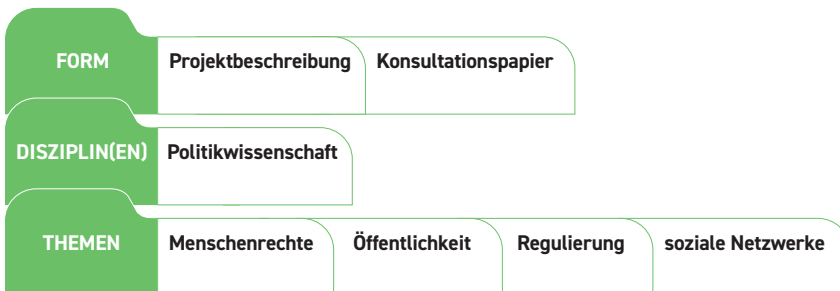 FORM Projektbeschreibung Konsultationspapier
DISZIPLIN(EN) Politikwissenschaft
THEMEN Menschenrechte Öffentlichkeit Regulierung soziale Netzwerke